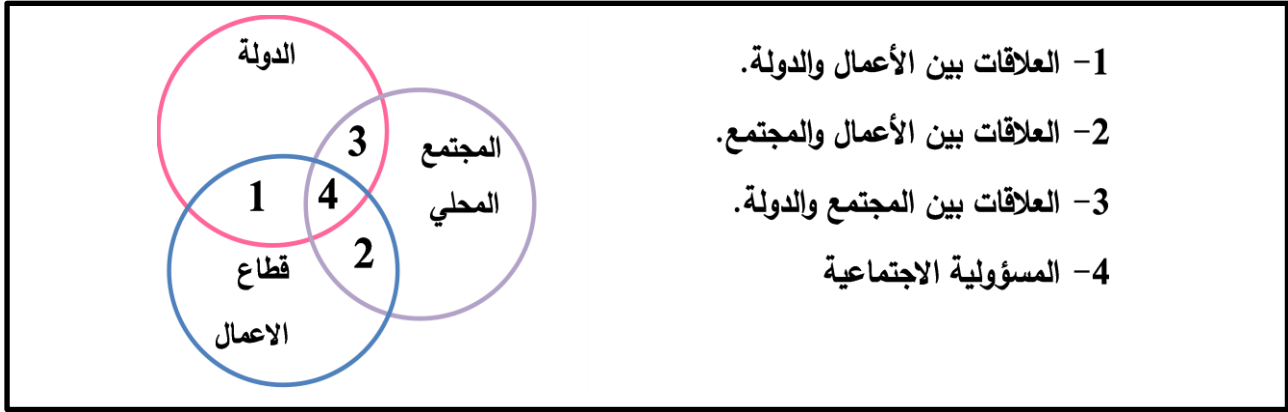 1- العلاقات بين الأعمال والدولة.
2- العلاقات بين الأعمال والمجتمع.
3- العلاقات بين المجتمع والدولة.
4- المسؤولية الاجتماعية
الدولة
3
المجتمع
المحلي
4
1
2
قطاع
الاعمال